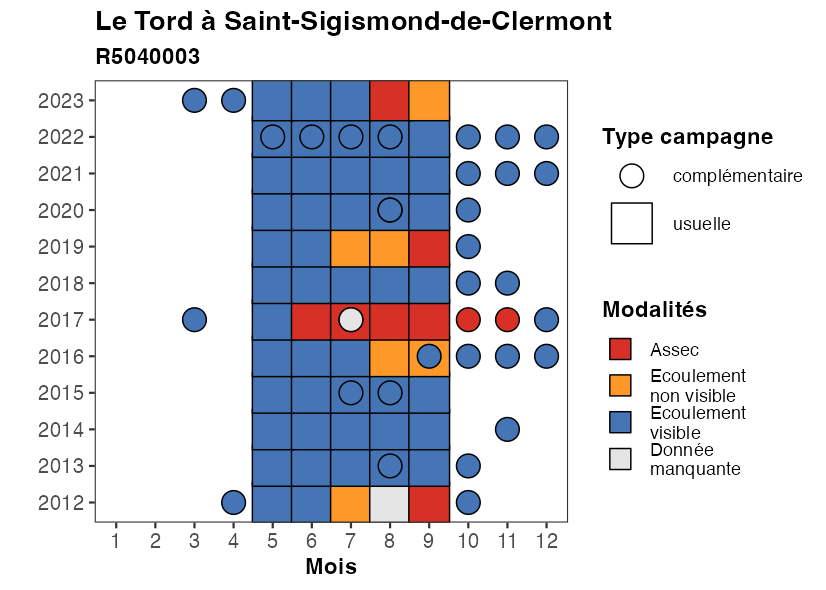 Le Tord à Saint-Sigismond-de-Clermont
R5040003
2023
2022
2021
2020
2019
2018
2017
2016
2015
2014
2013
2012
1 2 3 4 5 6 7 8 9 10 11 12
Mois
Type campagne
complémentaire
usuelle
Modalités
Assec
Ecoulement
non visible
Ecoulement
visible
Donnée
manquante